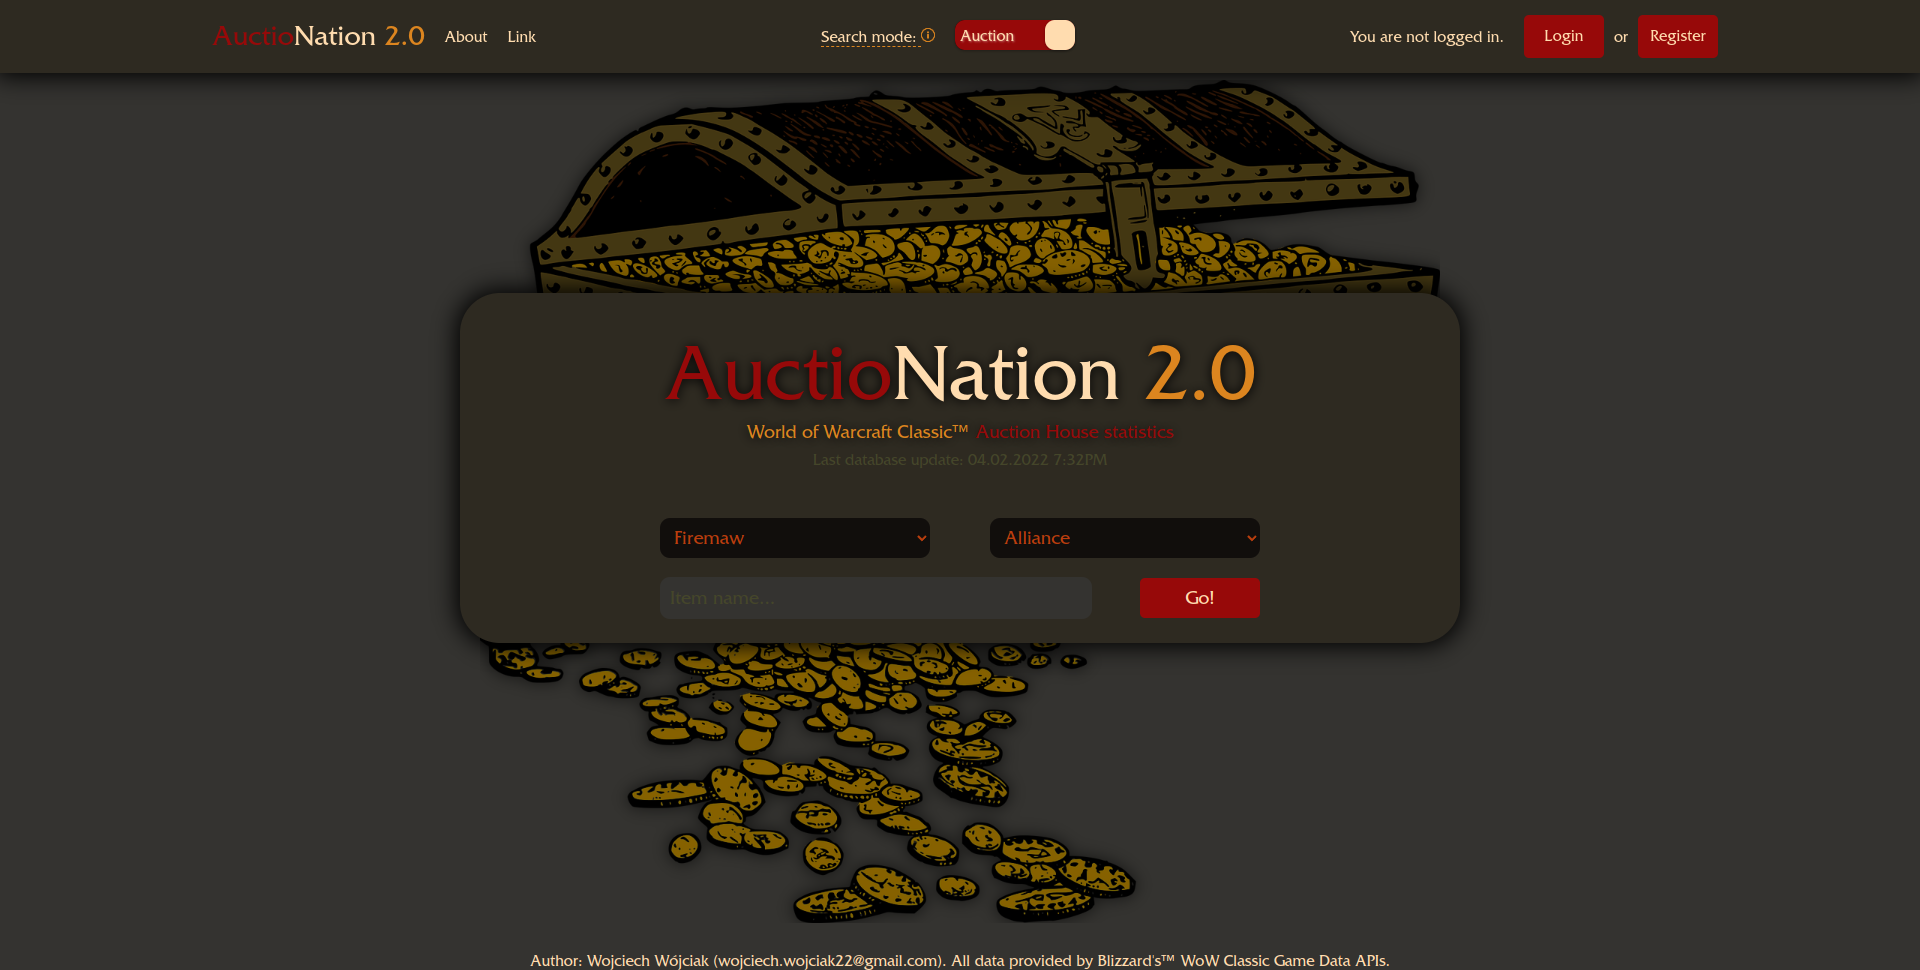 AuctioNation 2.0 About Link Search mode: Auction You are not logged in. Login or Register
AuctioNation 2.0
World of Warcraft Classic™ Auction House statistics
Last database update: 04.02.2022 7:32PM
Firemaw Alliance
Item name... Go!
Author: Wojciech Wójciak (wojciech.wojciak22@gmail.com). All data provided by Blizzard's™ WoW Classic Game Data APIs.